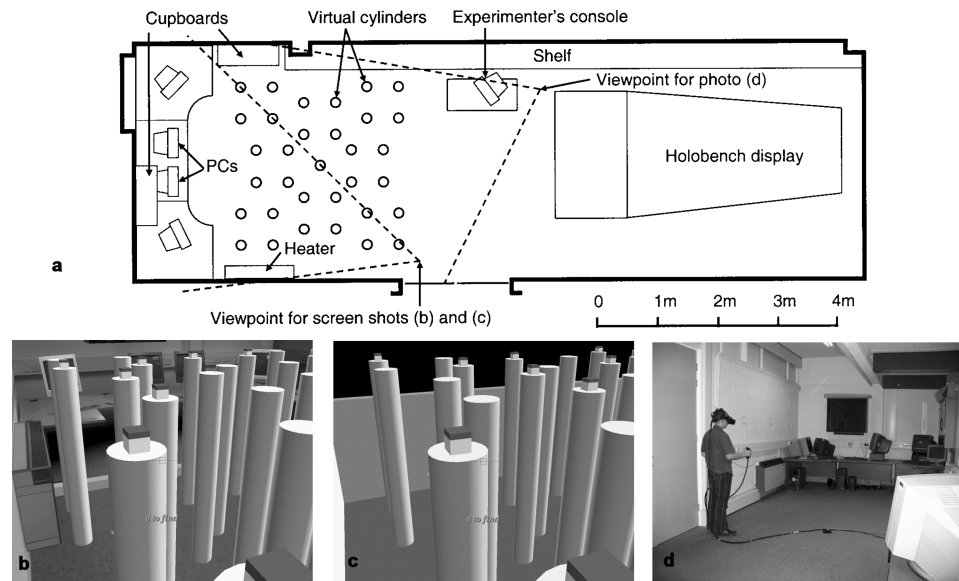 Cupboards
Virtual cylinders
Experimenter's console
Shelf
Viewpoint for photo (d)
PCs
Holobench display
Heater
a
Viewpoint for screen shots (b) and (c)
0 1m 2m 3m 4m
b
c
d